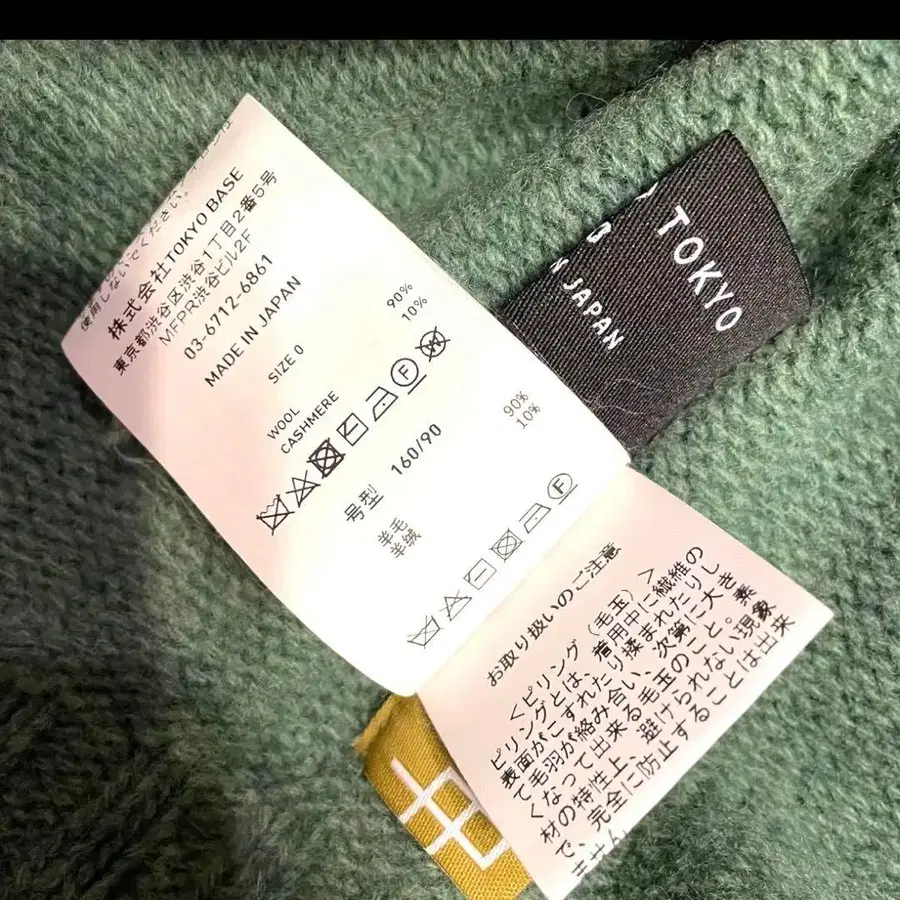 使用しないでください。
株式会社TOKYO BASE
東京都渋谷区渋谷1丁目2番5号
MFPR渋谷ビル2F
03-6712-6861
MADE IN JAPAN
SIZE 0
WOOL 90%
CASHMERE 10%
F
号型 160/90
羊毛 90%
羊绒 10%
F
TOKYO
JAPAN
お取り扱いのご注意
＜ピリング（毛玉）＞
ピリングとは、着用中に繊維の
表面がこすれたり揉まれたりし
て毛羽が絡み合い、次第に大き
くなって出来る毛玉のこと。素
材の特性上、避けられない現象
で、完全に防止することは出来
ません